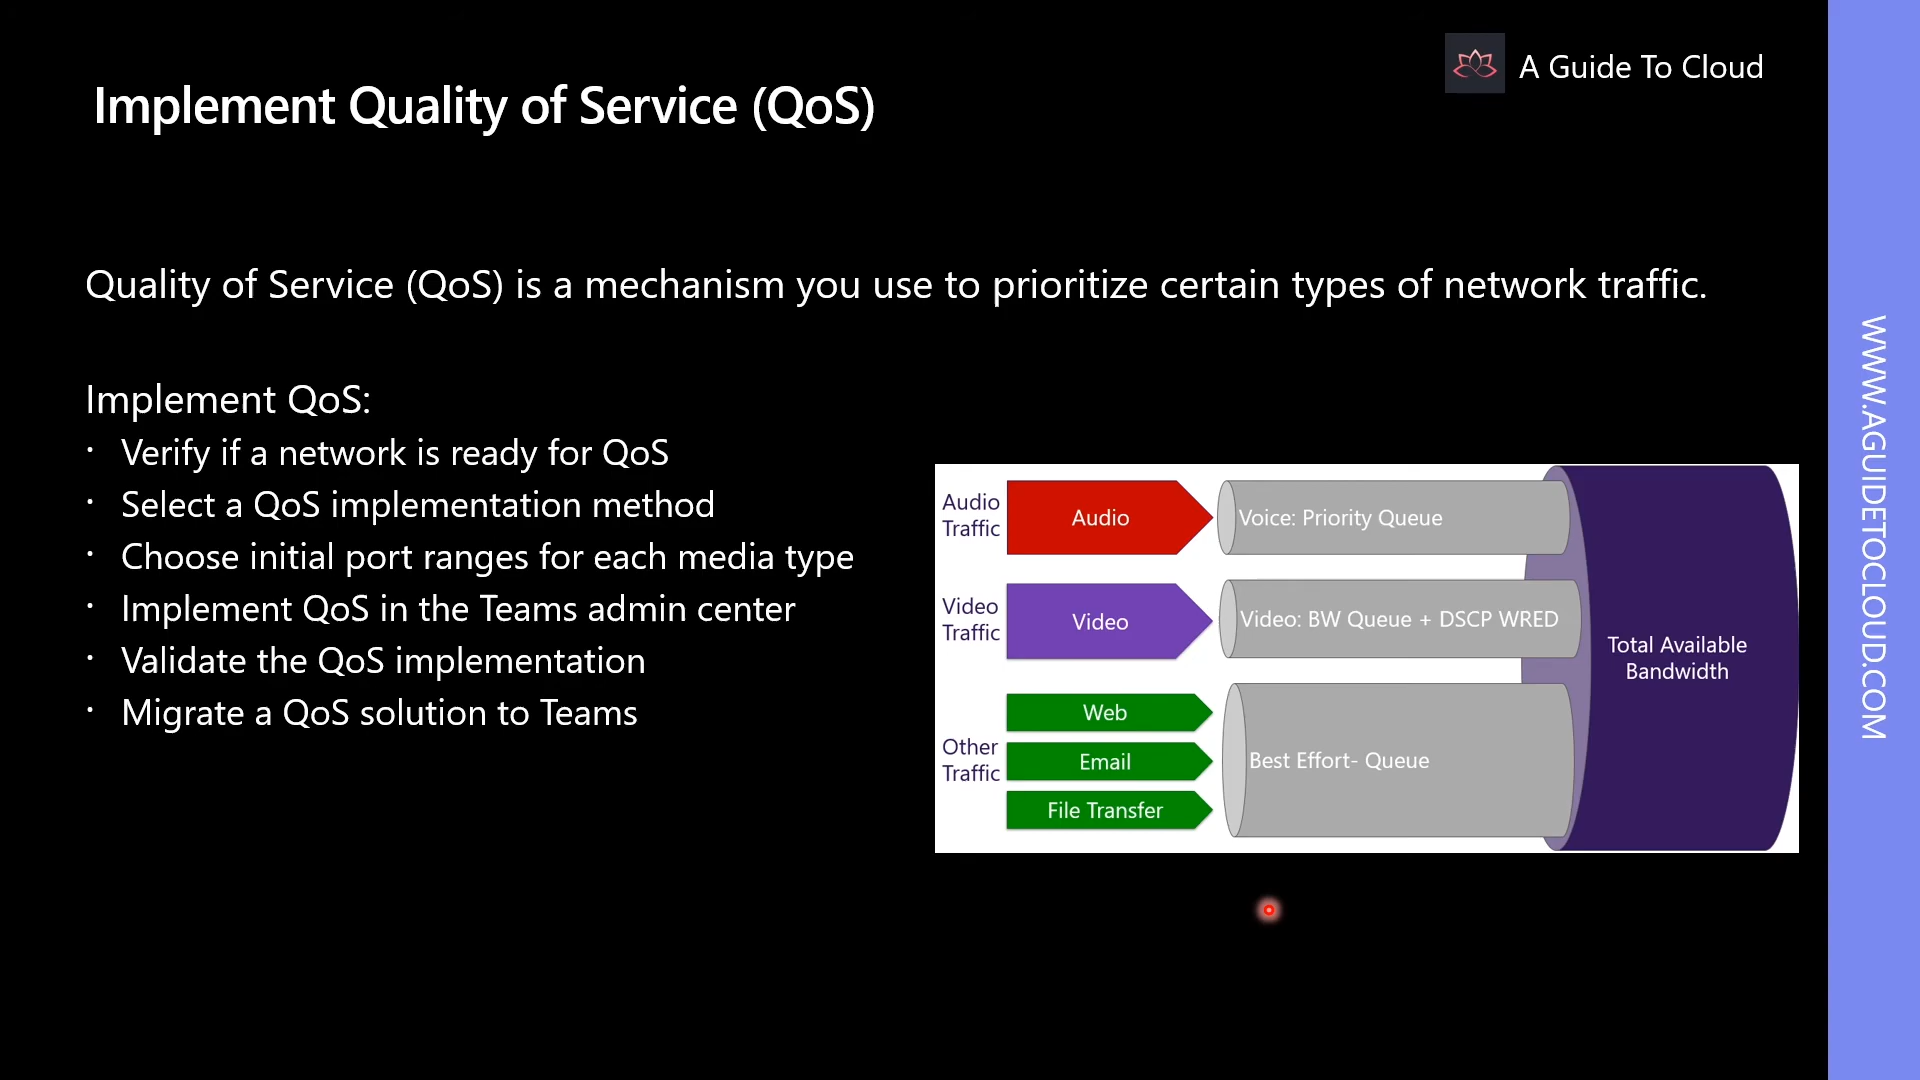 A Guide To Cloud
Implement Quality of Service (QoS)
Quality of Service (QoS) is a mechanism you use to prioritize certain types of network traffic.
Implement QoS:
· Verify if a network is ready for QoS
· Select a QoS implementation method
· Choose initial port ranges for each media type
· Implement QoS in the Teams admin center
· Validate the QoS implementation
· Migrate a QoS solution to Teams
Audio
Traffic
Audio
Voice: Priority Queue
Video
Traffic
Video
Video: BW Queue + DSCP WRED
Other
Traffic
Web
Email
File Transfer
Best Effort- Queue
Total Available
Bandwidth
WWW.AGUIDETOCLOUD.COM